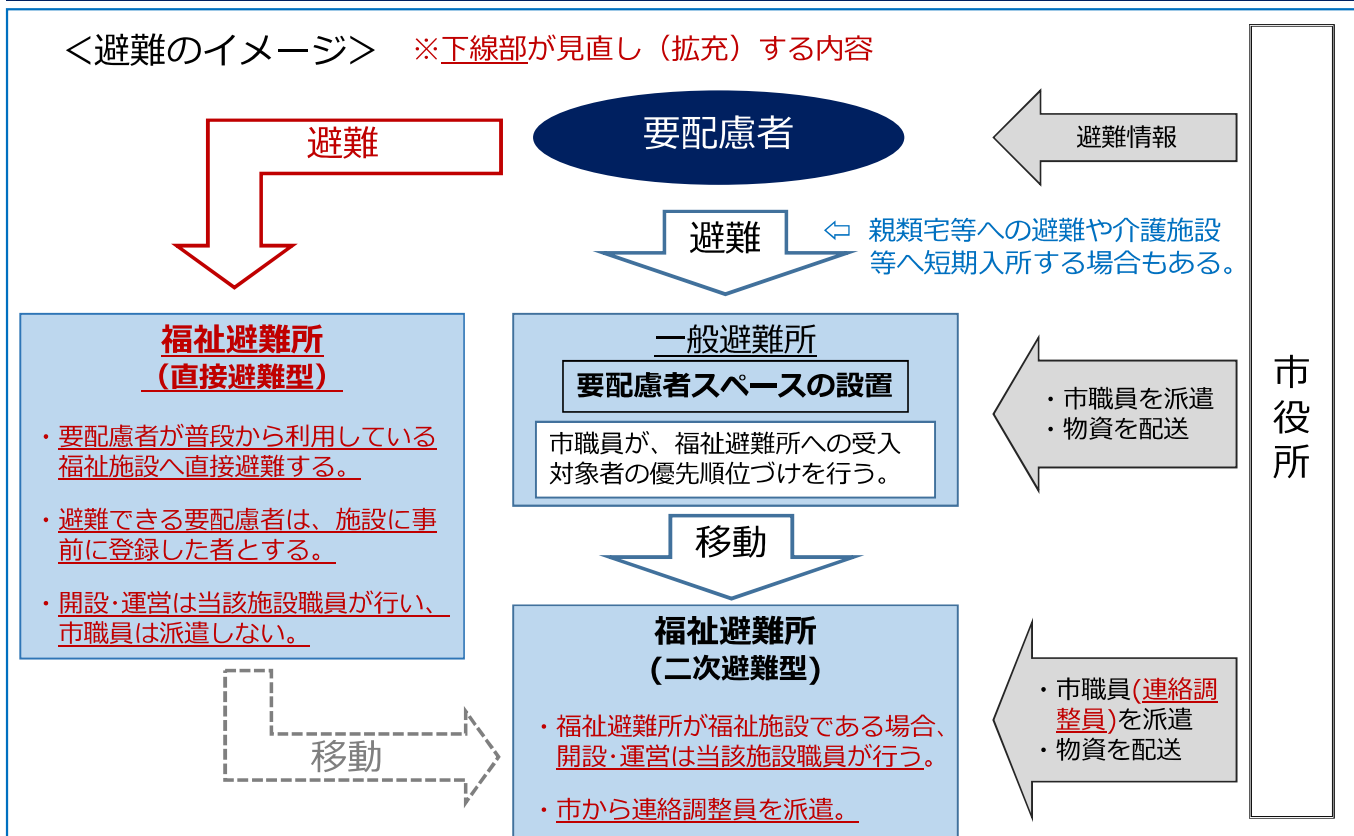 ＜避難のイメージ＞
※下線部が見直し（拡充）する内容
要配慮者
避難情報
避難
避難
⇦ 親類宅等への避難や介護施設
等へ短期入所する場合もある。
福祉避難所
（直接避難型）
・要配慮者が普段から利用している
福祉施設へ直接避難する。
・避難できる要配慮者は、施設に事
前に登録した者とする。
・開設・運営は当該施設職員が行い、
市職員は派遣しない。
一般避難所
要配慮者スペースの設置
市職員が、福祉避難所への受入
対象者の優先順位づけを行う。
・市職員を派遣
・物資を配送
市役所
移動
移動
福祉避難所
(二次避難型)
・福祉避難所が福祉施設である場合、
開設・運営は当該施設職員が行う。
・市から連絡調整員を派遣。
・市職員(連絡調
整員)を派遣
・物資を配送